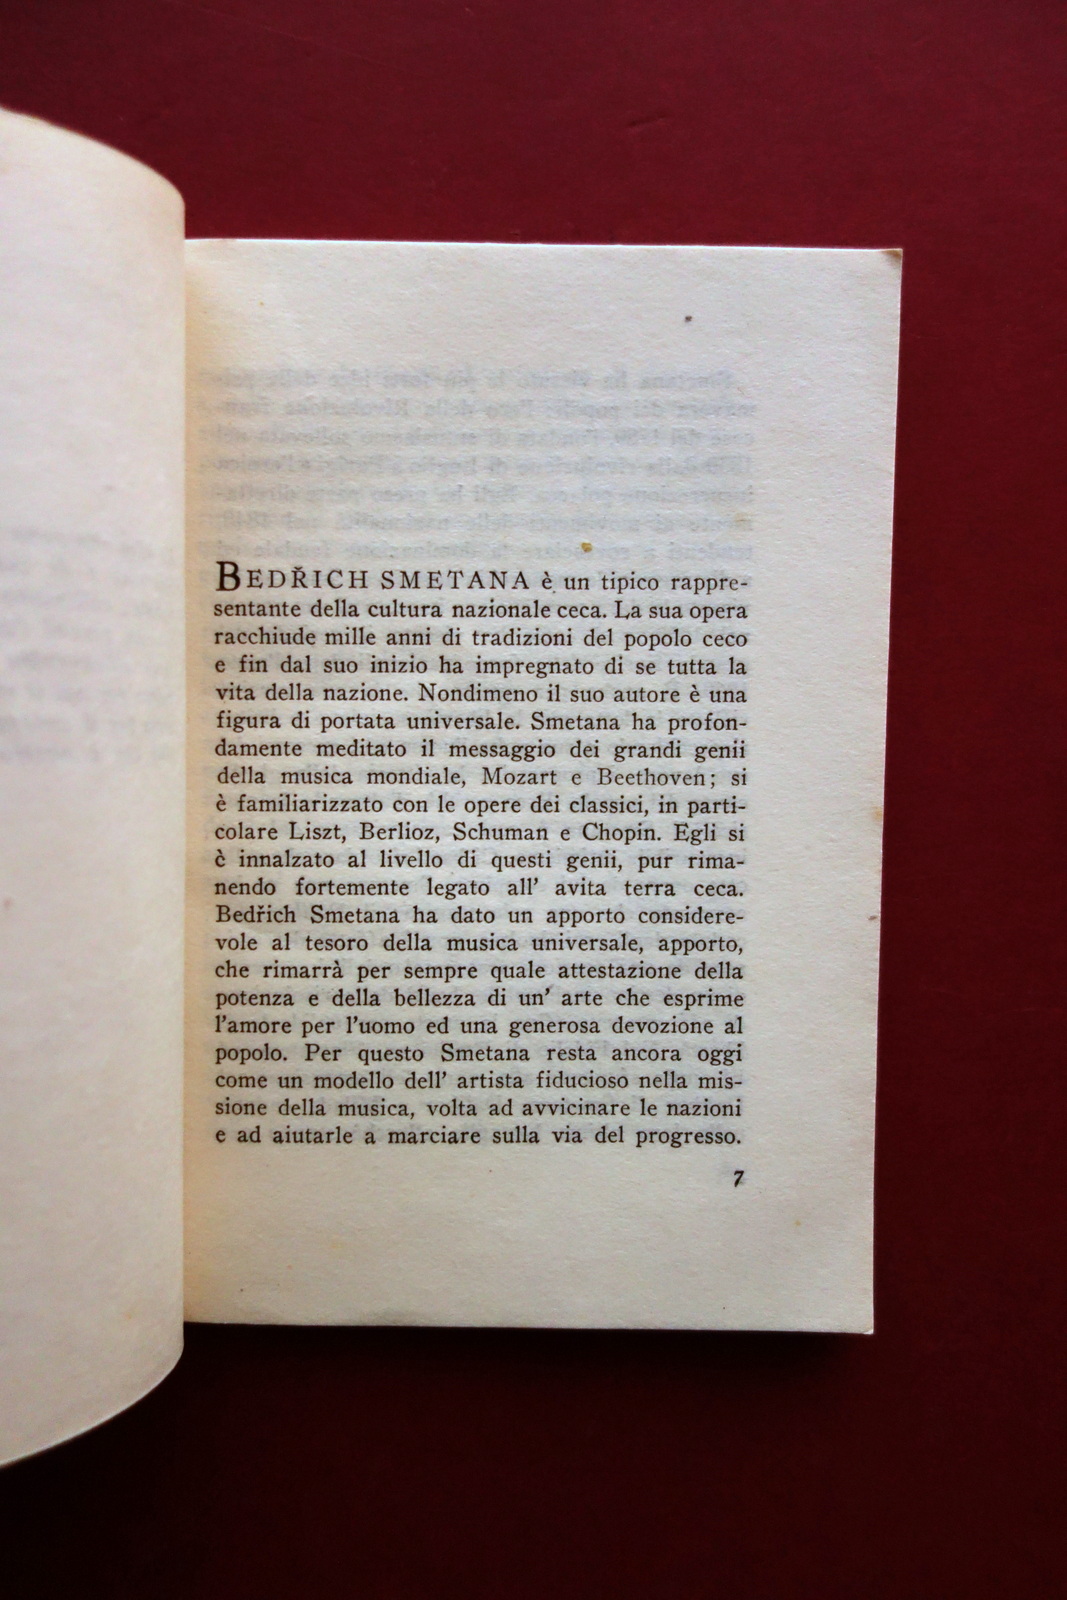 BEDŘICH SMETANA è un tipico rappre-
sentante della cultura nazionale ceca. La sua opera
racchiude mille anni di tradizioni del popolo ceco
e fin dal suo inizio ha impregnato di se tutta la
vita della nazione. Nondimeno il suo autore è una
figura di portata universale. Smetana ha profon-
damente meditato il messaggio dei grandi genii
della musica mondiale, Mozart e Beethoven; si
è familiarizzato con le opere dei classici, in parti-
colare Liszt, Berlioz, Schuman e Chopin. Egli si
è innalzato al livello di questi genii, pur rima-
nendo fortemente legato all' avita terra ceca.
Bedřich Smetana ha dato un apporto considere-
vole al tesoro della musica universale, apporto,
che rimarrà per sempre quale attestazione della
potenza e della bellezza di un' arte che esprime
l'amore per l'uomo ed una generosa devozione al
popolo. Per questo Smetana resta ancora oggi
come un modello dell' artista fiducioso nella mis-
sione della musica, volta ad avvicinare le nazioni
e ad aiutarle a marciare sulla via del progresso.
7